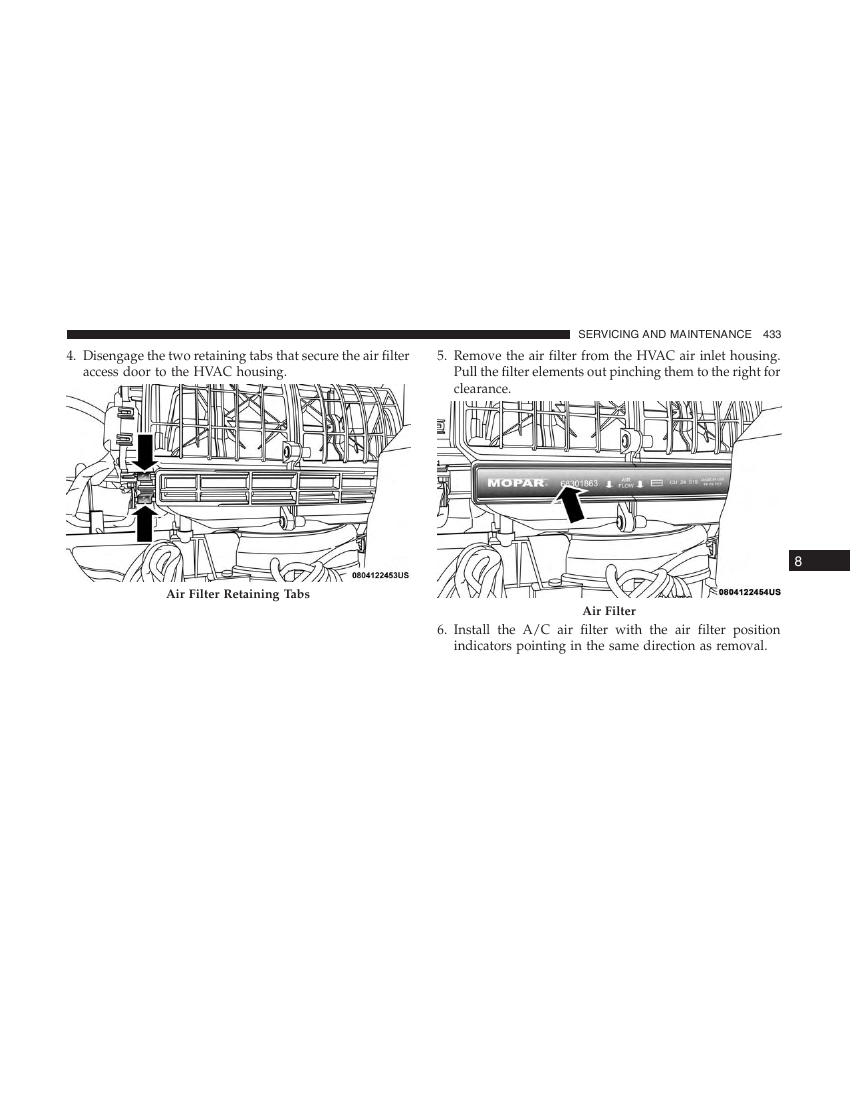 SERVICING AND MAINTENANCE 433
4. Disengage the two retaining tabs that secure the air filter
access door to the HVAC housing.
0804122453US
Air Filter Retaining Tabs
5. Remove the air filter from the HVAC air inlet housing.
Pull the filter elements out pinching them to the right for
clearance.
MOPAR 68301863 AIR
FLOW
0804122454US
Air Filter
6. Install the A/C air filter with the air filter position
indicators pointing in the same direction as removal.
8